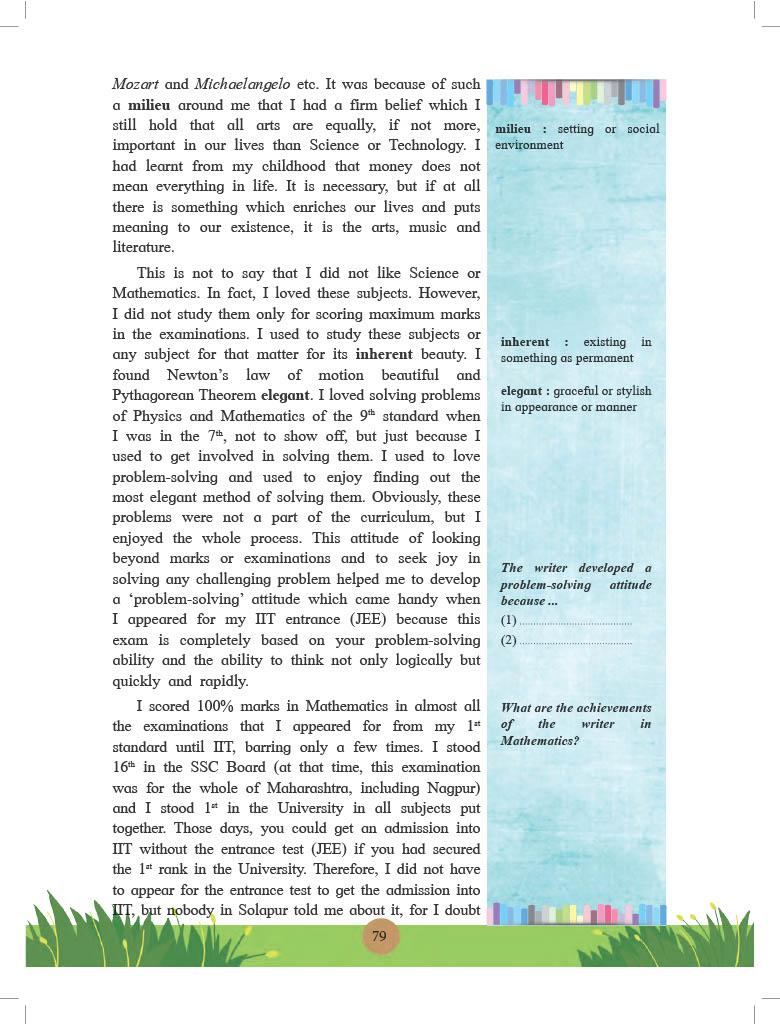 Mozart and Michaelangelo etc. It was because of such
a milieu around me that I had a firm belief which I
still hold that all arts are equally, if not more,
important in our lives than Science or Technology. I
had learnt from my childhood that money does not
mean everything in life. It is necessary, but if at all
there is something which enriches our lives and puts
meaning to our existence, it is the arts, music and
literature.
This is not to say that I did not like Science or
Mathematics. In fact, I loved these subjects. However,
I did not study them only for scoring maximum marks
in the examinations. I used to study these subjects or
any subject for that matter for its inherent beauty. I
found Newton's law of motion beautiful and
Pythagorean Theorem elegant. I loved solving problems
of Physics and Mathematics of the 9th standard when
I was in the 7th, not to show off, but just because I
used to get involved in solving them. I used to love
problem-solving and used to enjoy finding out the
most elegant method of solving them. Obviously, these
problems were not a part of the curriculum, but I
enjoyed the whole process. This attitude of looking
beyond marks or examinations and to seek joy in
solving any challenging problem helped me to develop
a ‘problem-solving’ attitude which came handy when
I appeared for my IIT entrance (JEE) because this
exam is completely based on your problem-solving
ability and the ability to think not only logically but
quickly and rapidly.
I scored 100% marks in Mathematics in almost all
the examinations that I appeared for from my 1st
standard until IIT, barring only a few times. I stood
16th in the SSC Board (at that time, this examination
was for the whole of Maharashtra, including Nagpur)
and I stood 1st in the University in all subjects put
together. Those days, you could get an admission into
IIT without the entrance test (JEE) if you had secured
the 1st rank in the University. Therefore, I did not have
to appear for the entrance test to get the admission into
IIT, but nobody in Solapur told me about it, for I doubt
milieu : setting or social
environment
inherent : existing in
something as permanent
elegant : graceful or stylish
in appearance or manner
The writer developed a
problem-solving attitude
because ...
(1) .........................................
(2) .........................................
What are the achievements
of the writer in
Mathematics?
79